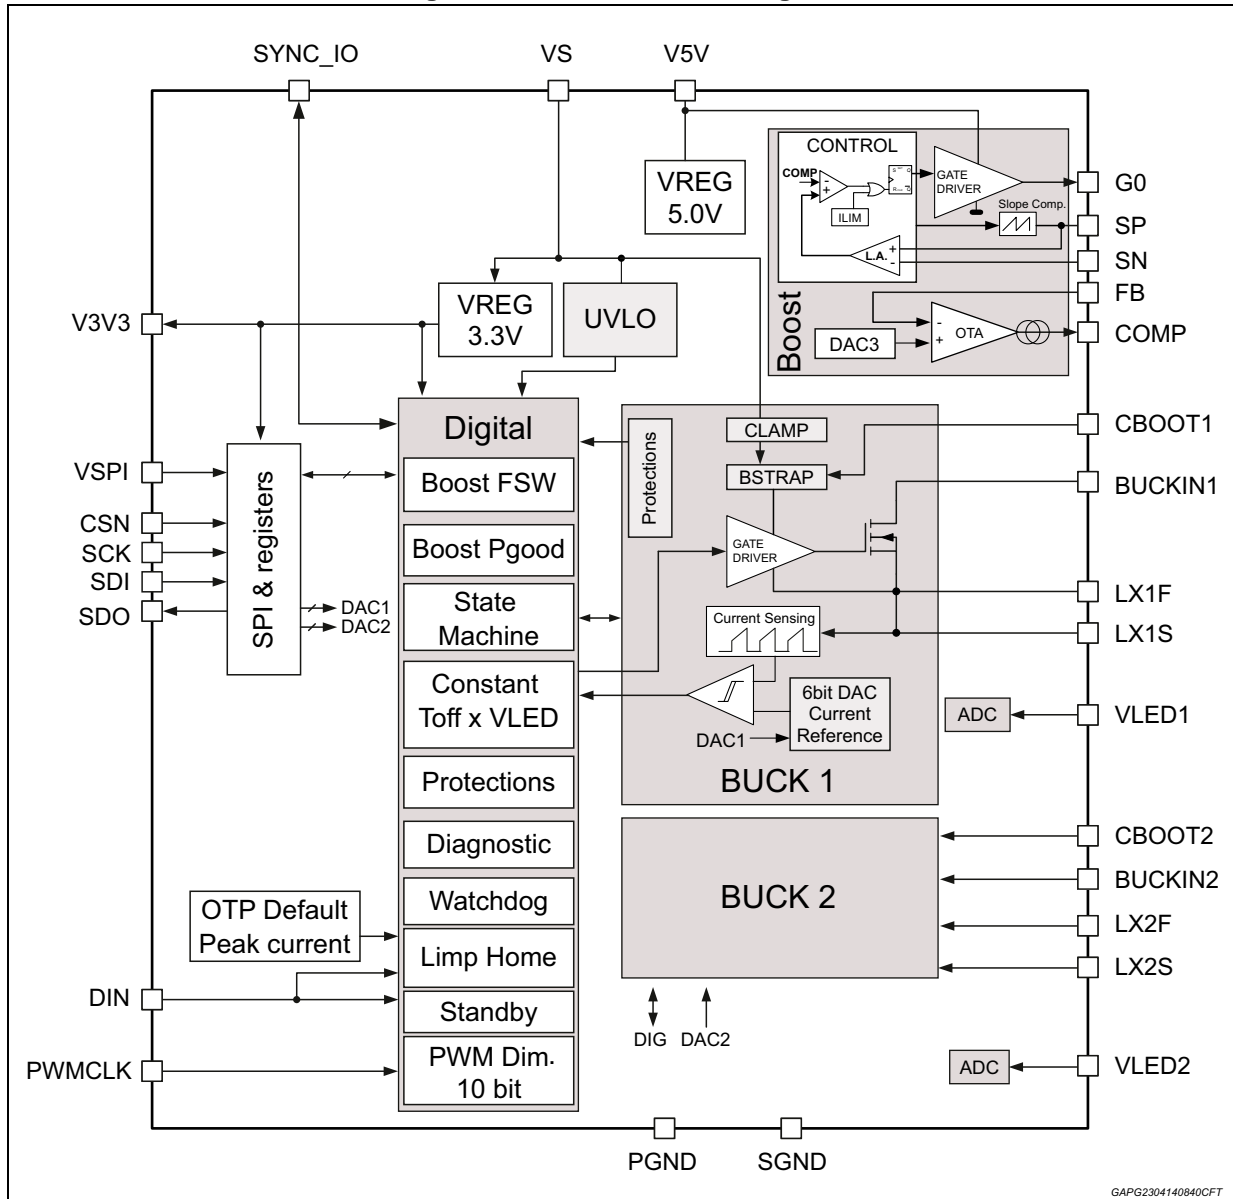 SYNC_IO
VS
V5V
CONTROL
COMP
-
+
S
Q
R
Q
ILIM
GATE
DRIVER
Slope Comp.
L.A.
+
-
G0
SP
SN
FB
COMP
VREG
5.0V
VREG
3.3V
UVLO
Boost
DAC3
-
+
OTA
V3V3
Digital
Boost FSW
Boost Pgood
State
Machine
Constant
Toff x VLED
Protections
Diagnostic
Watchdog
Limp Home
Standby
PWM Dim.
10 bit
VSPI
CSN
SCK
SDI
SDO
SPI & registers
DAC1
DAC2
Protections
CLAMP
BSTRAP
GATE
DRIVER
Current Sensing
6bit DAC
Current
Reference
DAC1
BUCK 1
CBOOT1
BUCKIN1
LX1F
LX1S
ADC
VLED1
BUCK 2
CBOOT2
BUCKIN2
LX2F
LX2S
DIG
DAC2
ADC
VLED2
OTP Default
Peak current
DIN
PWMCLK
PGND
SGND
GAPG2304140840CFT